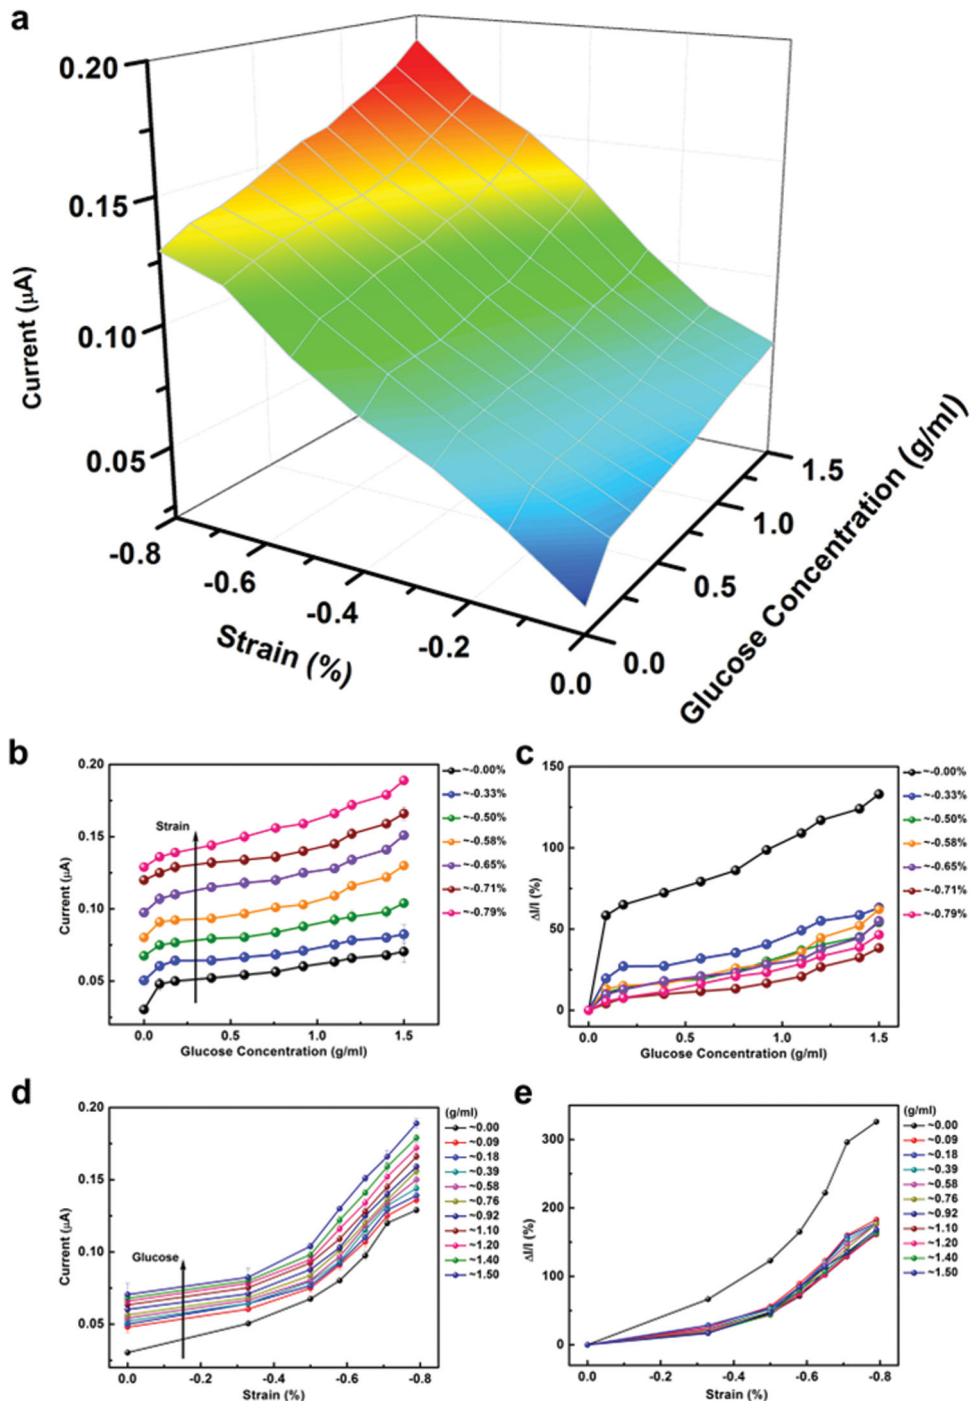 a
0.20
0.15
0.10
0.05
Current (μA)
-0.8
-0.6
-0.4
-0.2
0.0
Strain (%)
0.0
0.5
1.0
1.5
Glucose Concentration (g/ml)
b
0.20
0.15
0.10
0.05
Current (μA)
Strain
0.0 0.5 1.0 1.5
Glucose Concentration (g/ml)
~-0.00%
~-0.33%
~-0.50%
~-0.58%
~-0.65%
~-0.71%
~-0.79%
c
150
100
50
0
ΔI/I (%)
0.0 0.5 1.0 1.5
Glucose Concentration (g/ml)
~-0.00%
~-0.33%
~-0.50%
~-0.58%
~-0.65%
~-0.71%
~-0.79%
d
0.20
0.15
0.10
0.05
Current (μA)
Glucose
0.0 -0.2 -0.4 -0.6 -0.8
Strain (%)
(g/ml)
~0.00
~0.09
~0.18
~0.39
~0.58
~0.76
~0.92
~1.10
~1.20
~1.40
~1.50
e
300
200
100
0
ΔI/I (%)
0.0 -0.2 -0.4 -0.6 -0.8
Strain (%)
(g/ml)
~0.00
~0.09
~0.18
~0.39
~0.58
~0.76
~0.92
~1.10
~1.20
~1.40
~1.50